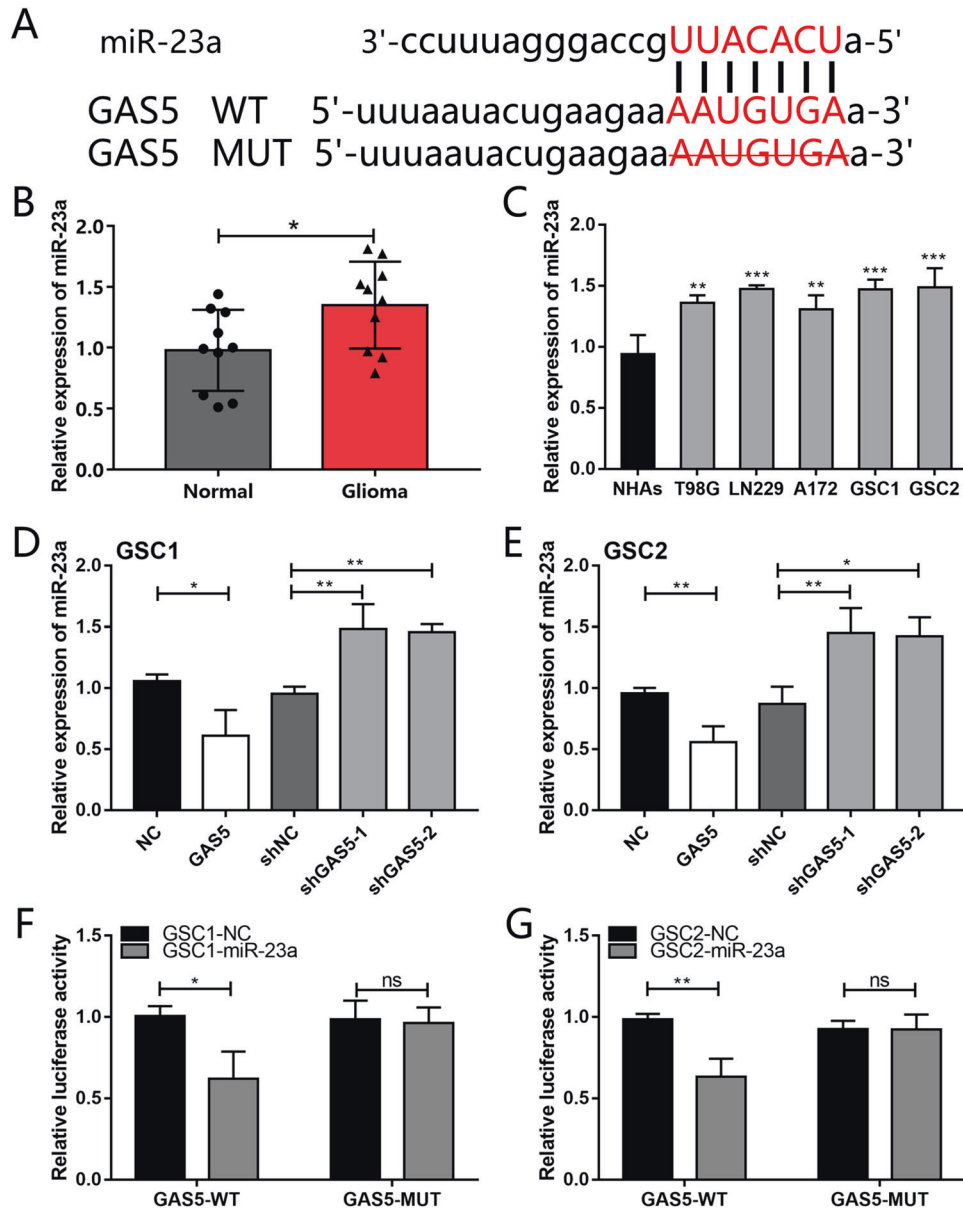 A
miR-23a 3'-ccuuuagggaccgUUACACUa-5'
GAS5 WT 5'-uuuaauacugaagaaAAUGUGAa-3'
GAS5 MUT 5'-uuuaauacugaagaaAAUGUGAa-3'
B
Relative expression of miR-23a
2.0
1.5
1.0
0.5
0.0
*
Normal Glioma
C
Relative expression of miR-23a
2.0
1.5
1.0
0.5
0.0
** *** ** *** ***
NHAs T98G LN229 A172 GSC1 GSC2
D
GSC1
Relative expression of miR-23a
2.0
1.5
1.0
0.5
0.0
**
* **
NC GAS5 shNC shGAS5-1 shGAS5-2
E
GSC2
Relative expression of miR-23a
2.0
1.5
1.0
0.5
0.0
*
** **
NC GAS5 shNC shGAS5-1 shGAS5-2
F
GSC1-NC
GSC1-miR-23a
Relative luciferase activity
1.5
1.0
0.5
0.0
* ns
GAS5-WT GAS5-MUT
G
GSC2-NC
GSC2-miR-23a
Relative luciferase activity
1.5
1.0
0.5
0.0
** ns
GAS5-WT GAS5-MUT